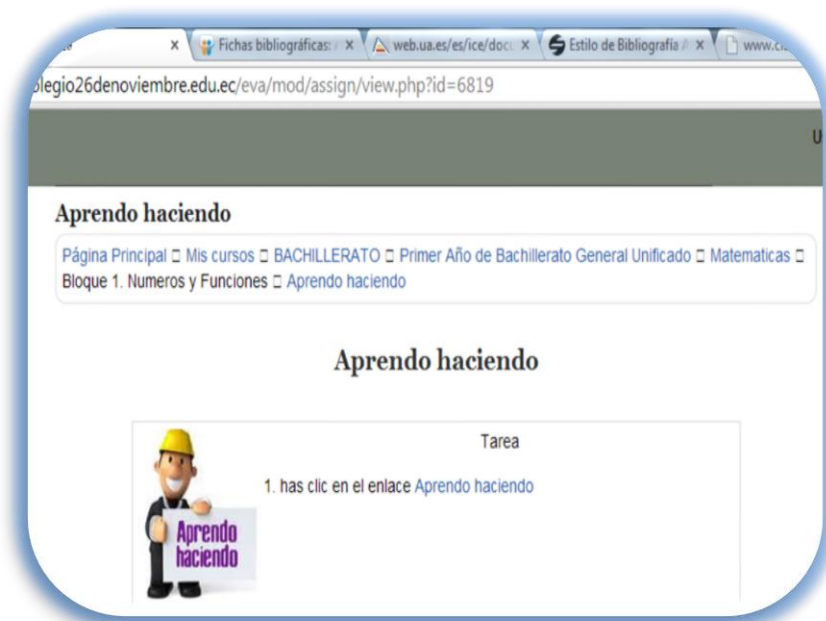 Fichas bibliográficas: x web.ua.es/es/ice/doc x Estilo de Bibliografía A x www.
legio26denoviembre.edu.ec/eva/mod/assign/view.php?id=6819
Aprendo haciendo
Página Principal □ Mis cursos □ BACHILLERATO □ Primer Año de Bachillerato General Unificado □ Matematicas □
Bloque 1. Numeros y Funciones □ Aprendo haciendo
Aprendo haciendo
Tarea
1. has clic en el enlace Aprendo haciendo
Aprendo
haciendo